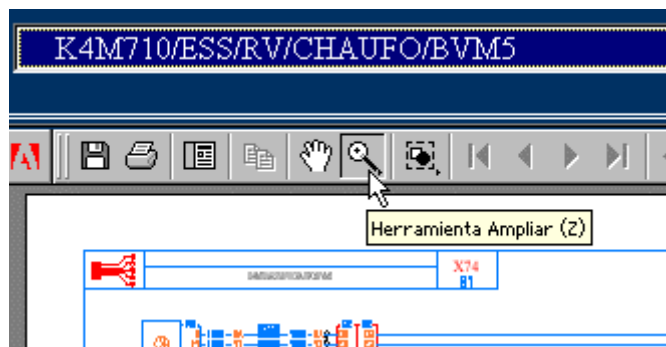 K4M710/ESS/RV/CHAUFO/BVM5
Herramienta Ampliar (Z)
X74
B1